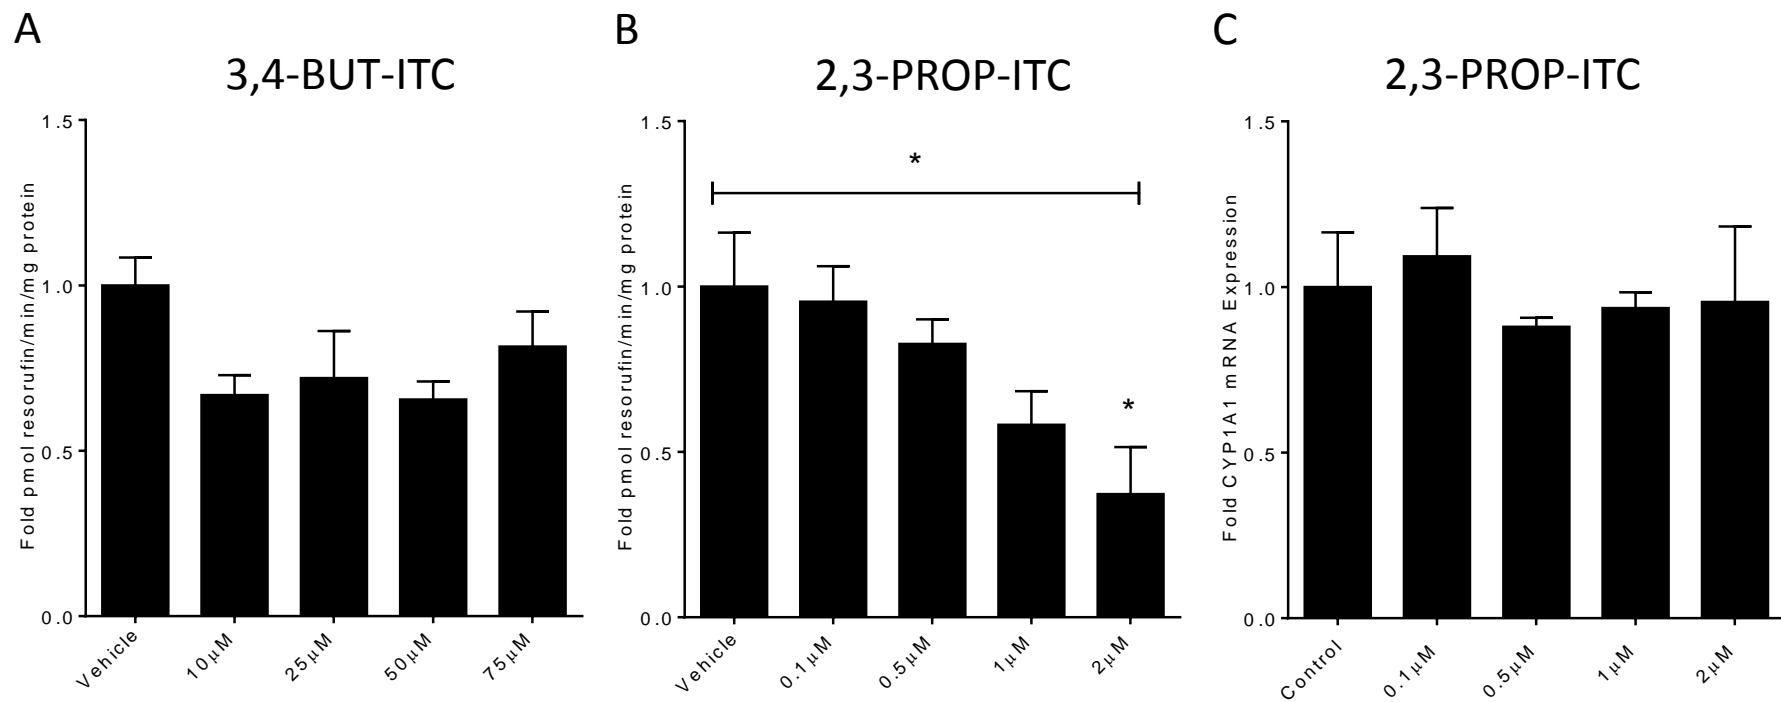 A
3,4-BUT-ITC
Fold pmol resorufin/min/mg protein
1.5
1.0
0.5
0.0
Vehicle
10µM
25µM
50µM
75µM
B
2,3-PROP-ITC
Fold pmol resorufin/min/mg protein
1.5
1.0
0.5
0.0
*
*
Vehicle
0.1µM
0.5µM
1µM
2µM
C
2,3-PROP-ITC
Fold CYP1A1 mRNA Expression
1.5
1.0
0.5
0.0
Control
0.1µM
0.5µM
1µM
2µM